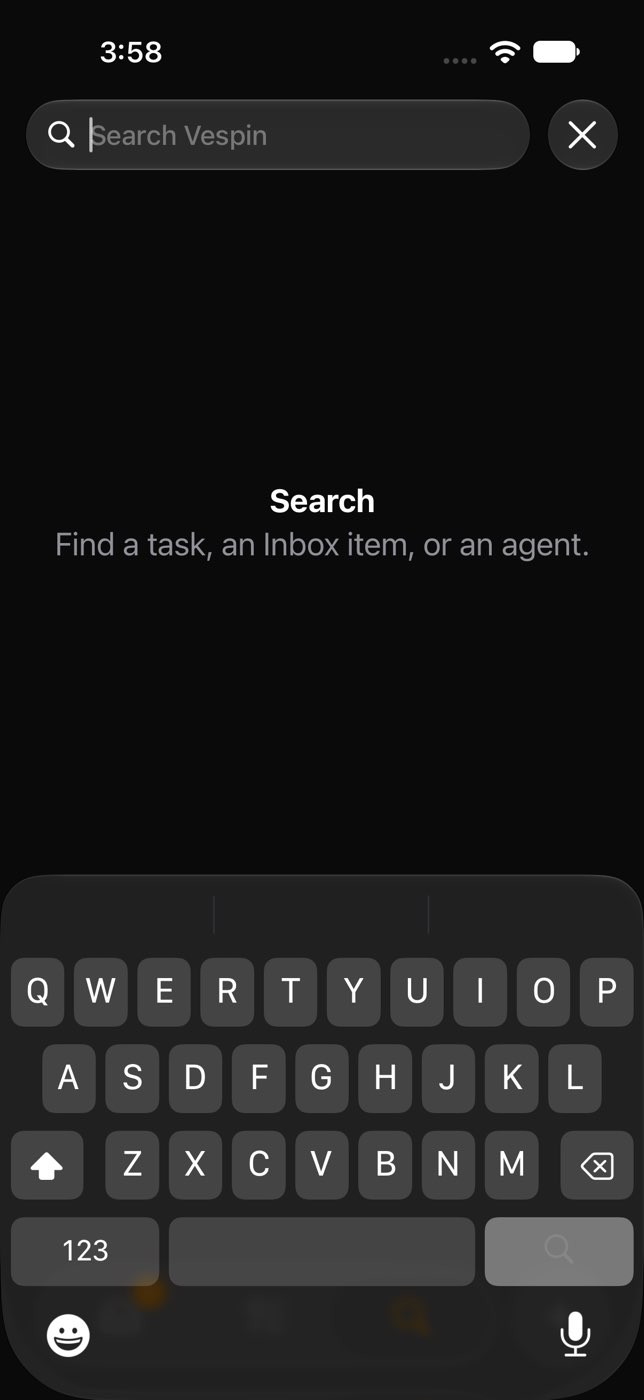 3:58
Search Vespin
Search
Find a task, an Inbox item, or an agent.
Q W E R T Y U I O P
A S D F G H J K L
Z X C V B N M
123